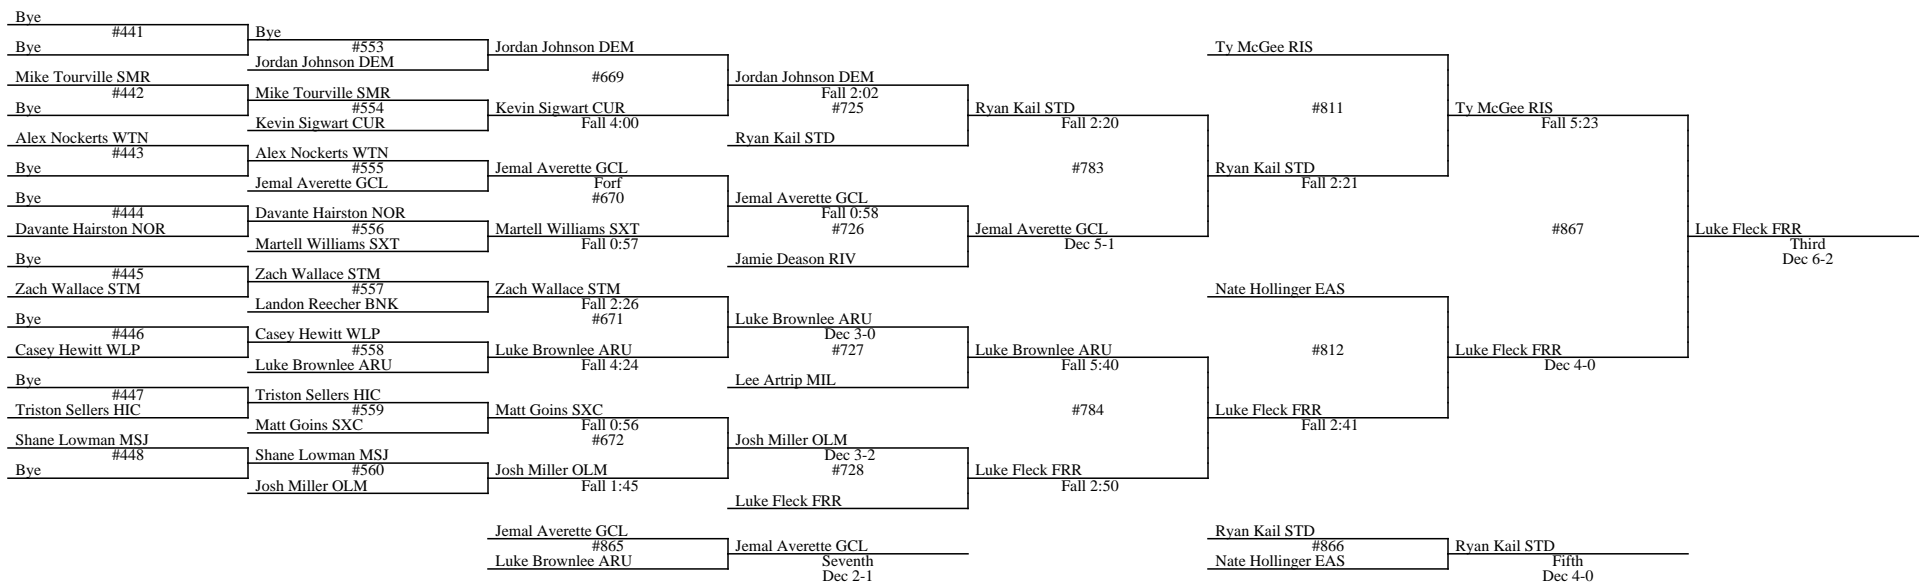 Bye
#441
Bye
Mike Tourville SMR
#442
Bye
Alex Nockerts WTN
#443
Bye
Bye
#444
Davante Hairston NOR
Bye
#445
Zach Wallace STM
Bye
#446
Casey Hewitt WLP
Bye
#447
Triston Sellers HIC
Shane Lowman MSJ
#448
Bye
Bye
#553
Jordan Johnson DEM
Mike Tourville SMR
#554
Kevin Sigwart CUR
Alex Nockerts WTN
#555
Jemal Averette GCL
Davante Hairston NOR
#556
Martell Williams SXT
Zach Wallace STM
#557
Landon Reecher BNK
Casey Hewitt WLP
#558
Luke Brownlee ARU
Triston Sellers HIC
#559
Matt Goins SXC
Shane Lowman MSJ
#560
Josh Miller OLM
Jordan Johnson DEM
#669
Kevin Sigwart CUR
Fall 4:00
Jemal Averette GCL
Forf
#670
Martell Williams SXT
Fall 0:57
Zach Wallace STM
Fall 2:26
#671
Luke Brownlee ARU
Fall 4:24
Matt Goins SXC
Fall 0:56
#672
Josh Miller OLM
Fall 1:45
Jordan Johnson DEM
Fall 2:02
#725
Ryan Kail STD
Jemal Averette GCL
Fall 0:58
#726
Jamie Deason RIV
Luke Brownlee ARU
Dec 3-0
#727
Lee Artrip MIL
Josh Miller OLM
Dec 3-2
#728
Luke Fleck FRR
Ryan Kail STD
Fall 2:20
#783
Jemal Averette GCL
Dec 5-1
Luke Brownlee ARU
Fall 5:40
#784
Luke Fleck FRR
Fall 2:50
Ty McGee RIS
#811
Ryan Kail STD
Fall 2:21
Nate Hollinger EAS
#812
Luke Fleck FRR
Fall 2:41
Ty McGee RIS
Fall 5:23
#867
Luke Fleck FRR
Dec 4-0
Luke Fleck FRR
Third
Dec 6-2
Jemal Averette GCL
#865
Luke Brownlee ARU
Jemal Averette GCL
Seventh
Dec 2-1
Ryan Kail STD
#866
Nate Hollinger EAS
Ryan Kail STD
Fifth
Dec 4-0